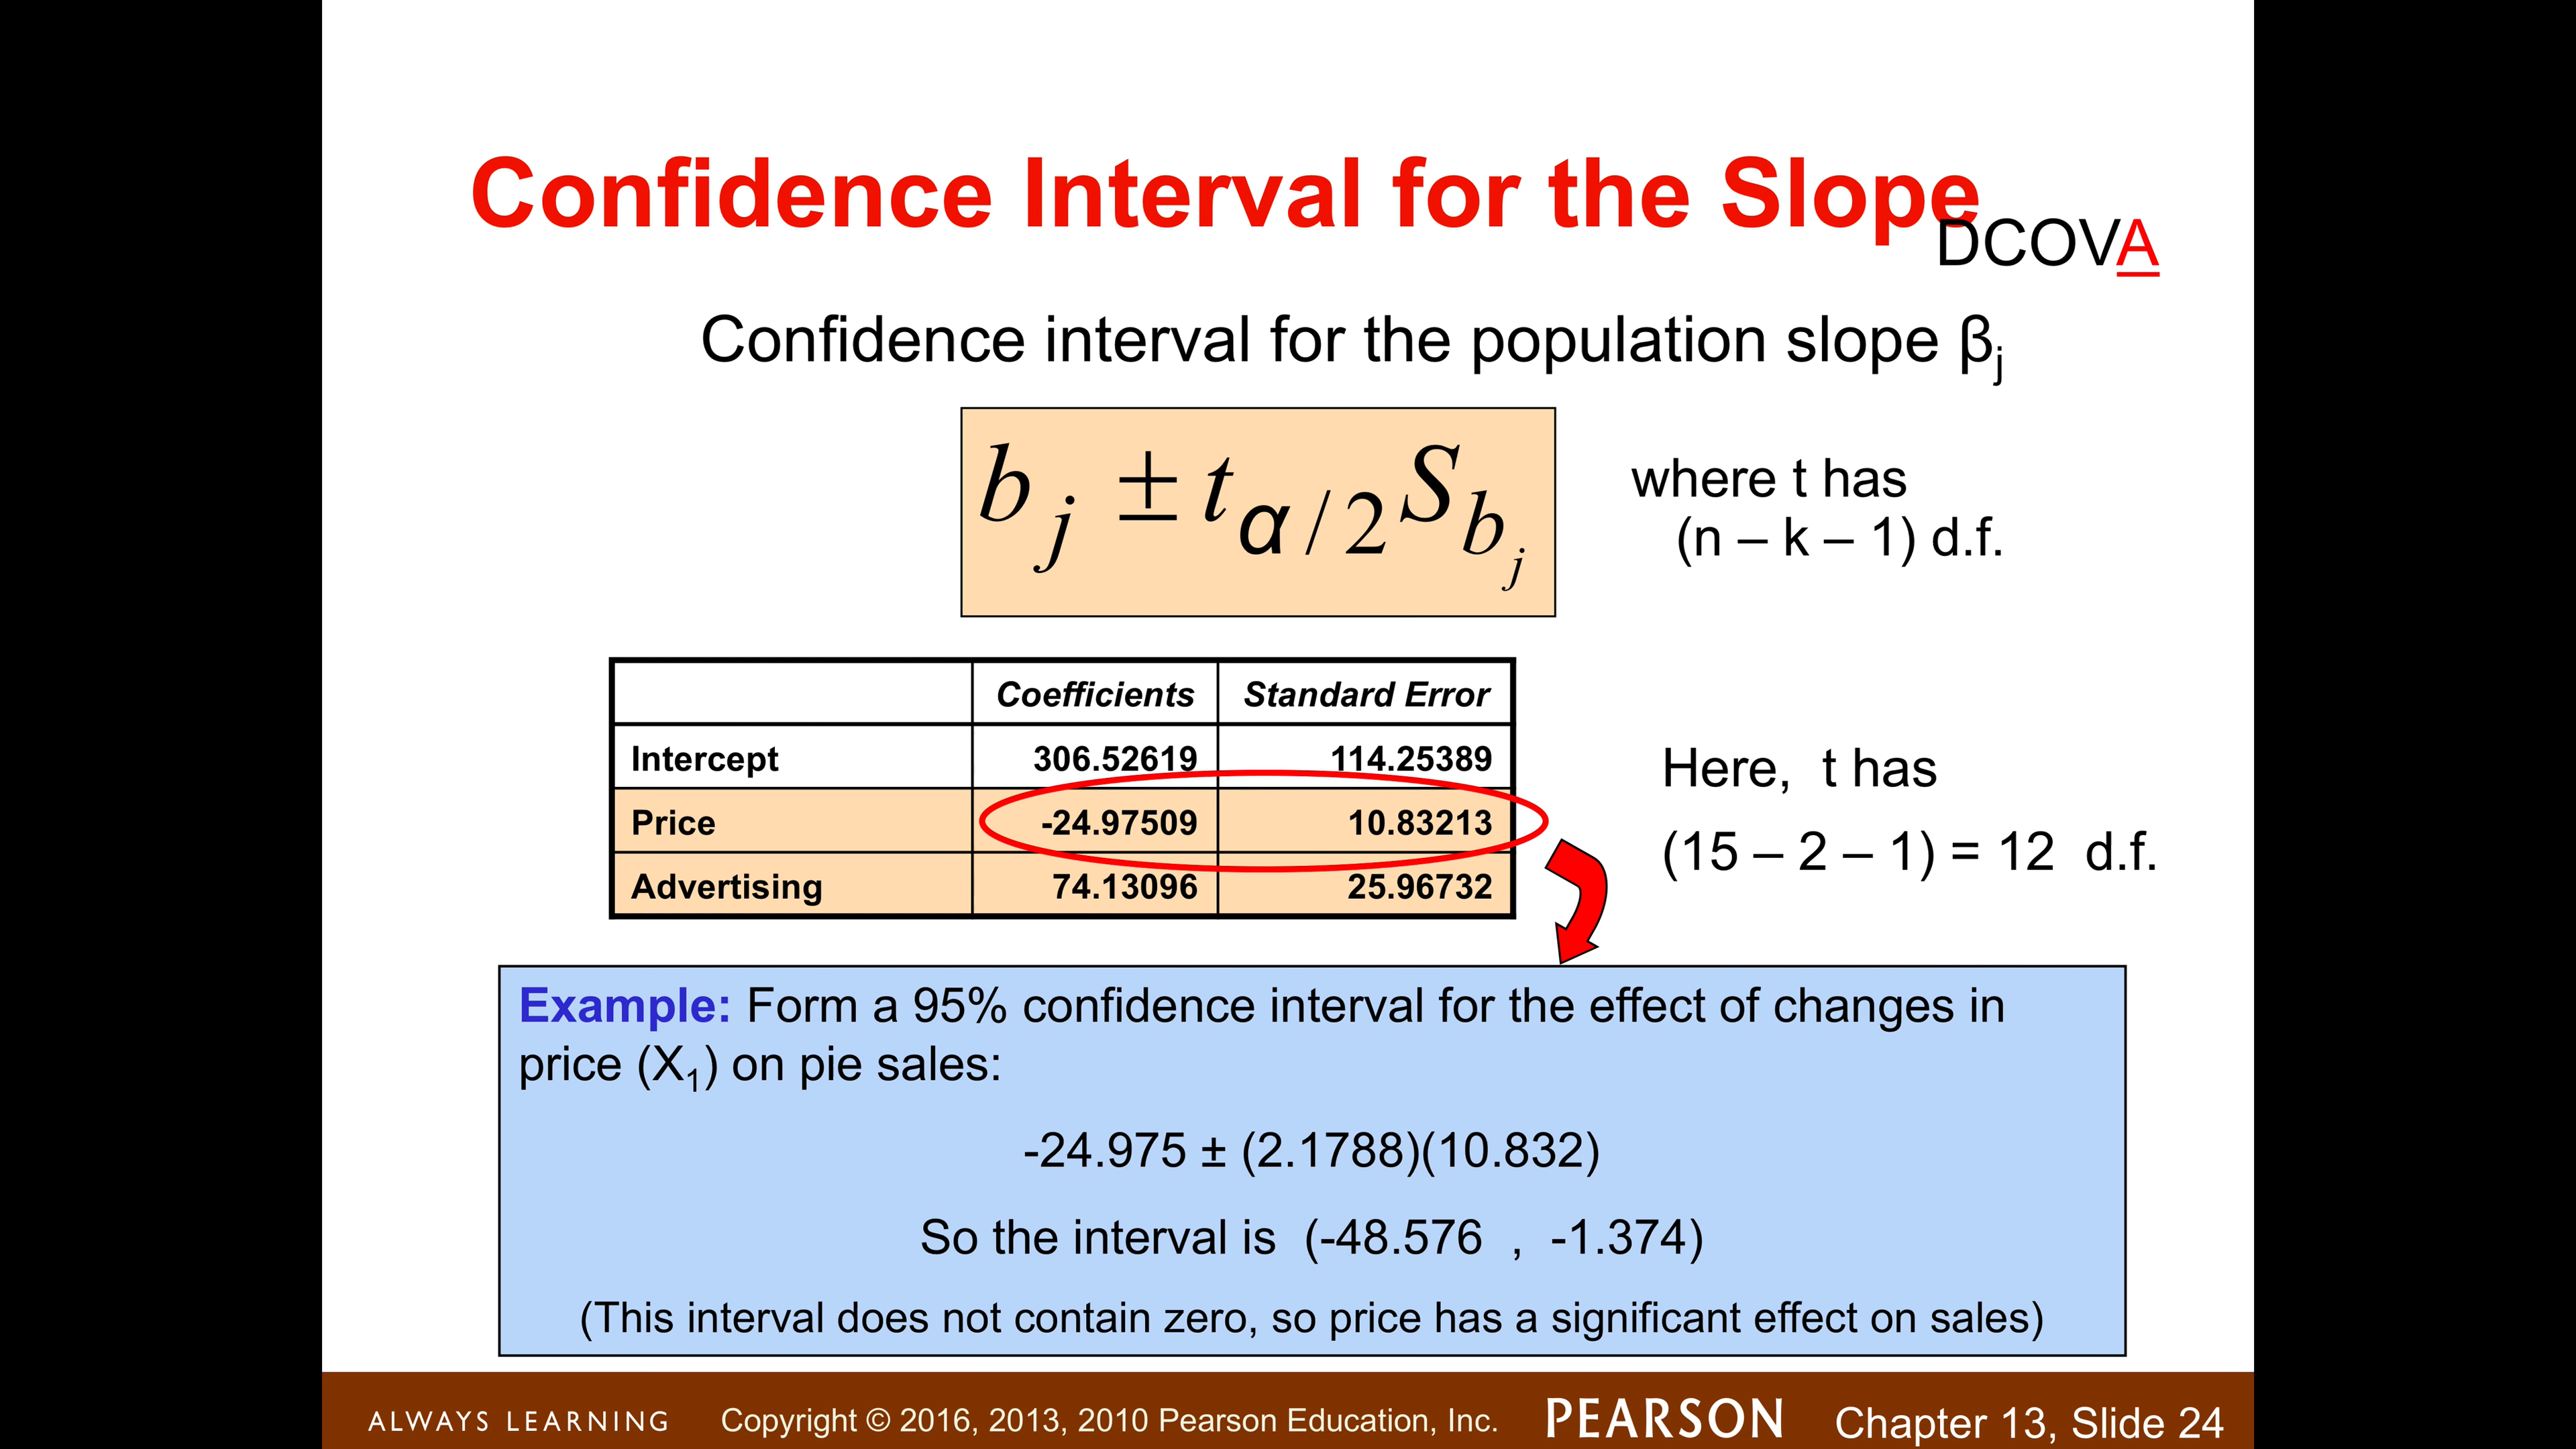 Confidence Interval for the Slope
DCOVA
Confidence interval for the population slope βj
bj ± tα/2Sbj
where t has
(n – k – 1) d.f.
Coefficients Standard Error
Intercept 306.52619 114.25389
Price -24.97509 10.83213
Advertising 74.13096 25.96732
Here, t has
(15 – 2 – 1) = 12 d.f.
Example: Form a 95% confidence interval for the effect of changes in
price (X1) on pie sales:
-24.975 ± (2.1788)(10.832)
So the interval is (-48.576 , -1.374)
(This interval does not contain zero, so price has a significant effect on sales)
ALWAYS LEARNING Copyright © 2016, 2013, 2010 Pearson Education, Inc. PEARSON Chapter 13, Slide 24